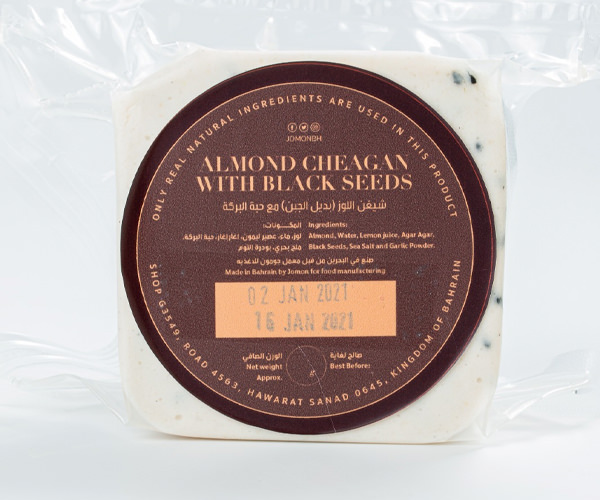 ONLY REAL NATURAL INGREDIENTS ARE USED IN THIS PRODUCT
JOMONBH
ALMOND CHEAGAN
WITH BLACK SEEDS
شيغن اللوز (بديل الجبن) مع حبة البركة
المكـــونات:
لوز، ماء، عصير ليمون، اغار اغار، حبة البركة,
ملح بحري، بودرة الثوم
Ingredients:
Almond, Water, Lemon juice, Agar Agar,
Black Seeds, Sea Salt and Garlic Powder.
صنع في البحرين من قبل معمل جومون للاغذيه
Made in Bahrain by Jomon for food manufacturing
02 JAN 2021
16 JAN 2021
الوزن الصافي
Net weight
Approx.
صالح لغاية
Best Before:
SHOP G3549, ROAD 4563, HAWARAT SANAD 0645, KINGDOM OF BAHRAIN